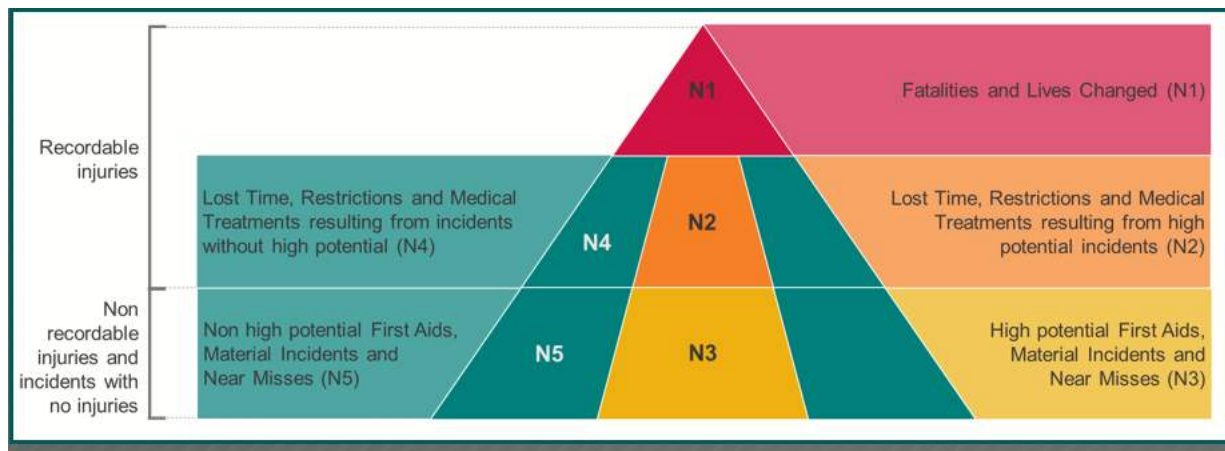 N1
Fatalities and Lives Changed (N1)
Recordable
injuries
Lost Time, Restrictions and Medical
Treatments resulting from incidents
without high potential (N4)
N4
N2
Lost Time, Restrictions and Medical
Treatments resulting from high
potential incidents (N2)
Non
recordable
injuries and
incidents with
no injuries
Non high potential First Aids,
Material Incidents and
Near Misses (N5)
N5
N3
High potential First Aids,
Material Incidents and
Near Misses (N3)